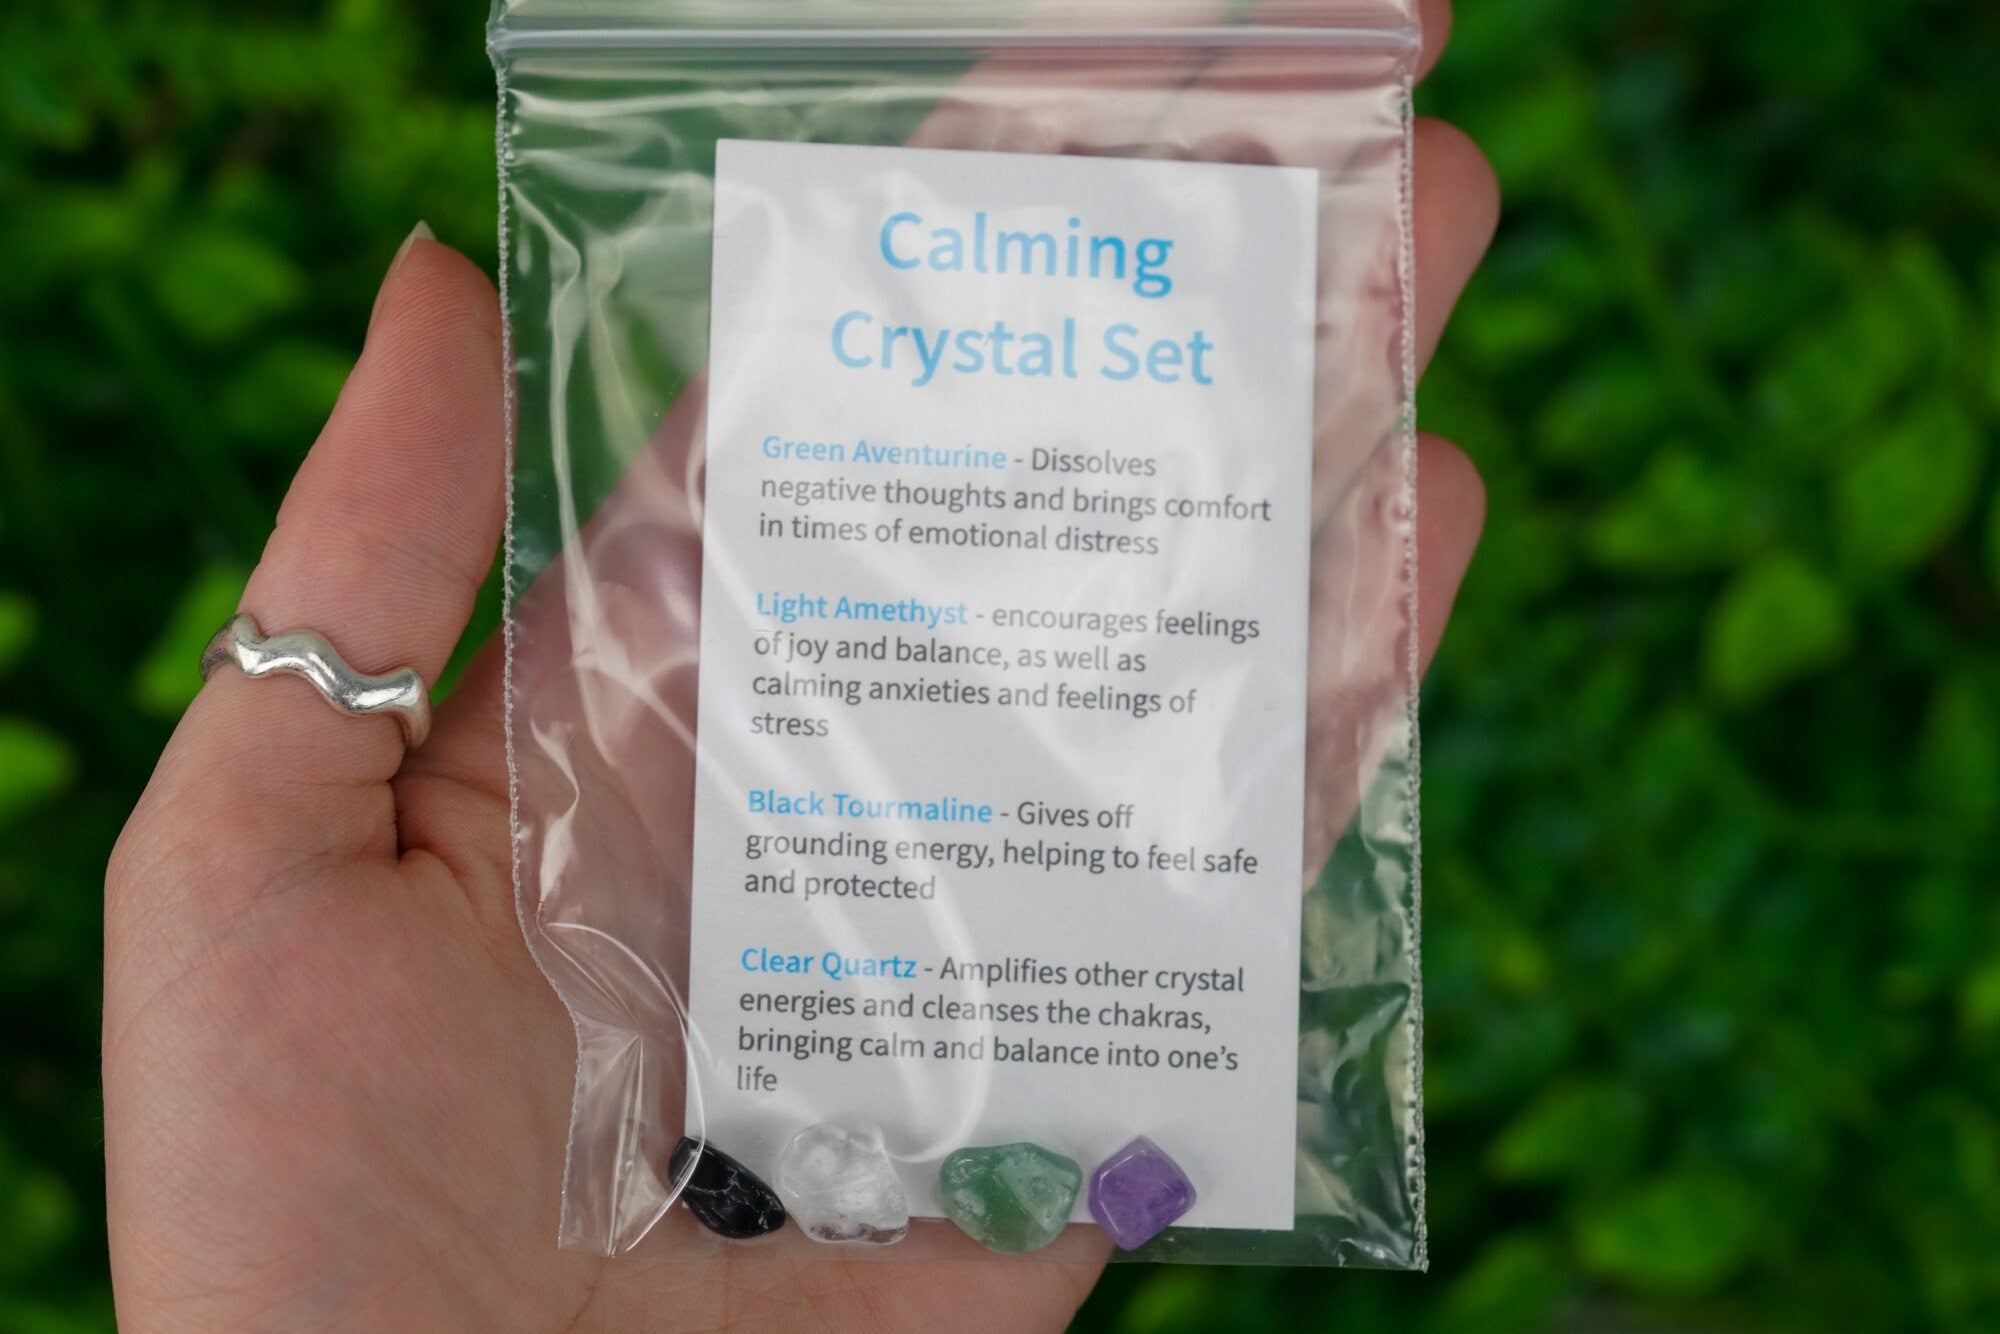 Calming
Crystal Set
Green Aventurine - Dissolves
negative thoughts and brings comfort
in times of emotional distress
Light Amethyst - encourages feelings
of joy and balance, as well as
calming anxieties and feelings of
stress
Black Tourmaline - Gives off
grounding energy, helping to feel safe
and protected
Clear Quartz - Amplifies other crystal
energies and cleanses the chakras,
bringing calm and balance into one’s
life